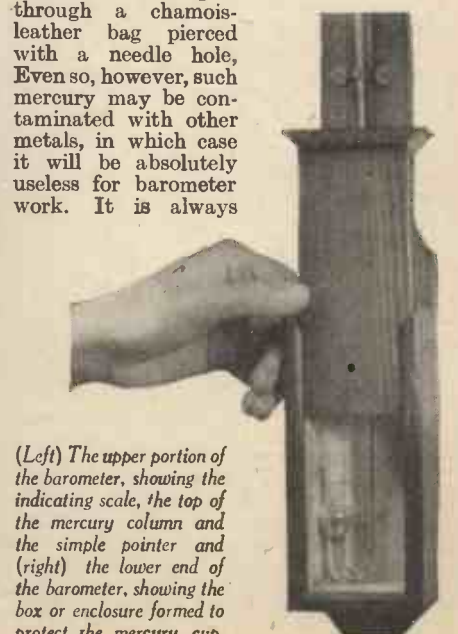 through a chamois-
leather bag pierced
with a needle hole,
Even so, however, such
mercury may be con-
taminated with other
metals, in which case
it will be absolutely
useless for barometer
work. It is always
(Left) The upper portion of
the barometer, showing the
indicating scale, the top of
the mercury column and
the simple pointer and
(right) the lower end of
the barometer, showing the
box or enclosure formed to
protect the mercury cup.